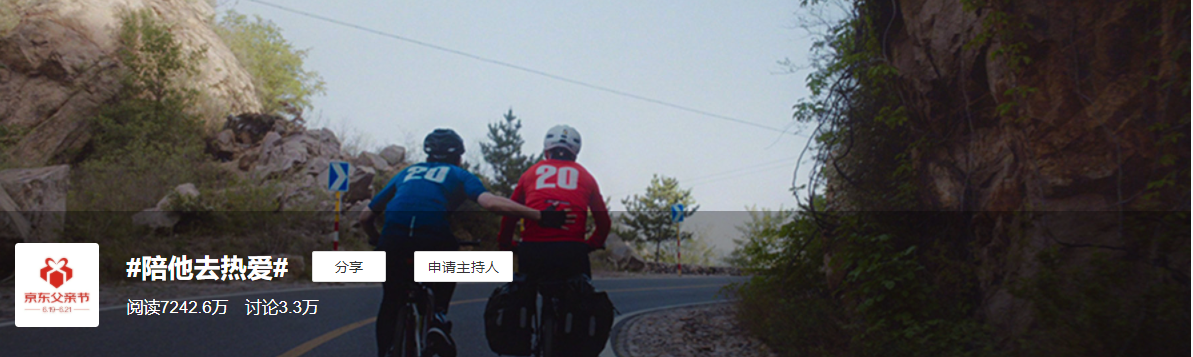 20
20
#陪他去热爱#
分享
申请主持人
阅读7242.6万 讨论3.3万
京东父亲节
6.19-6.21